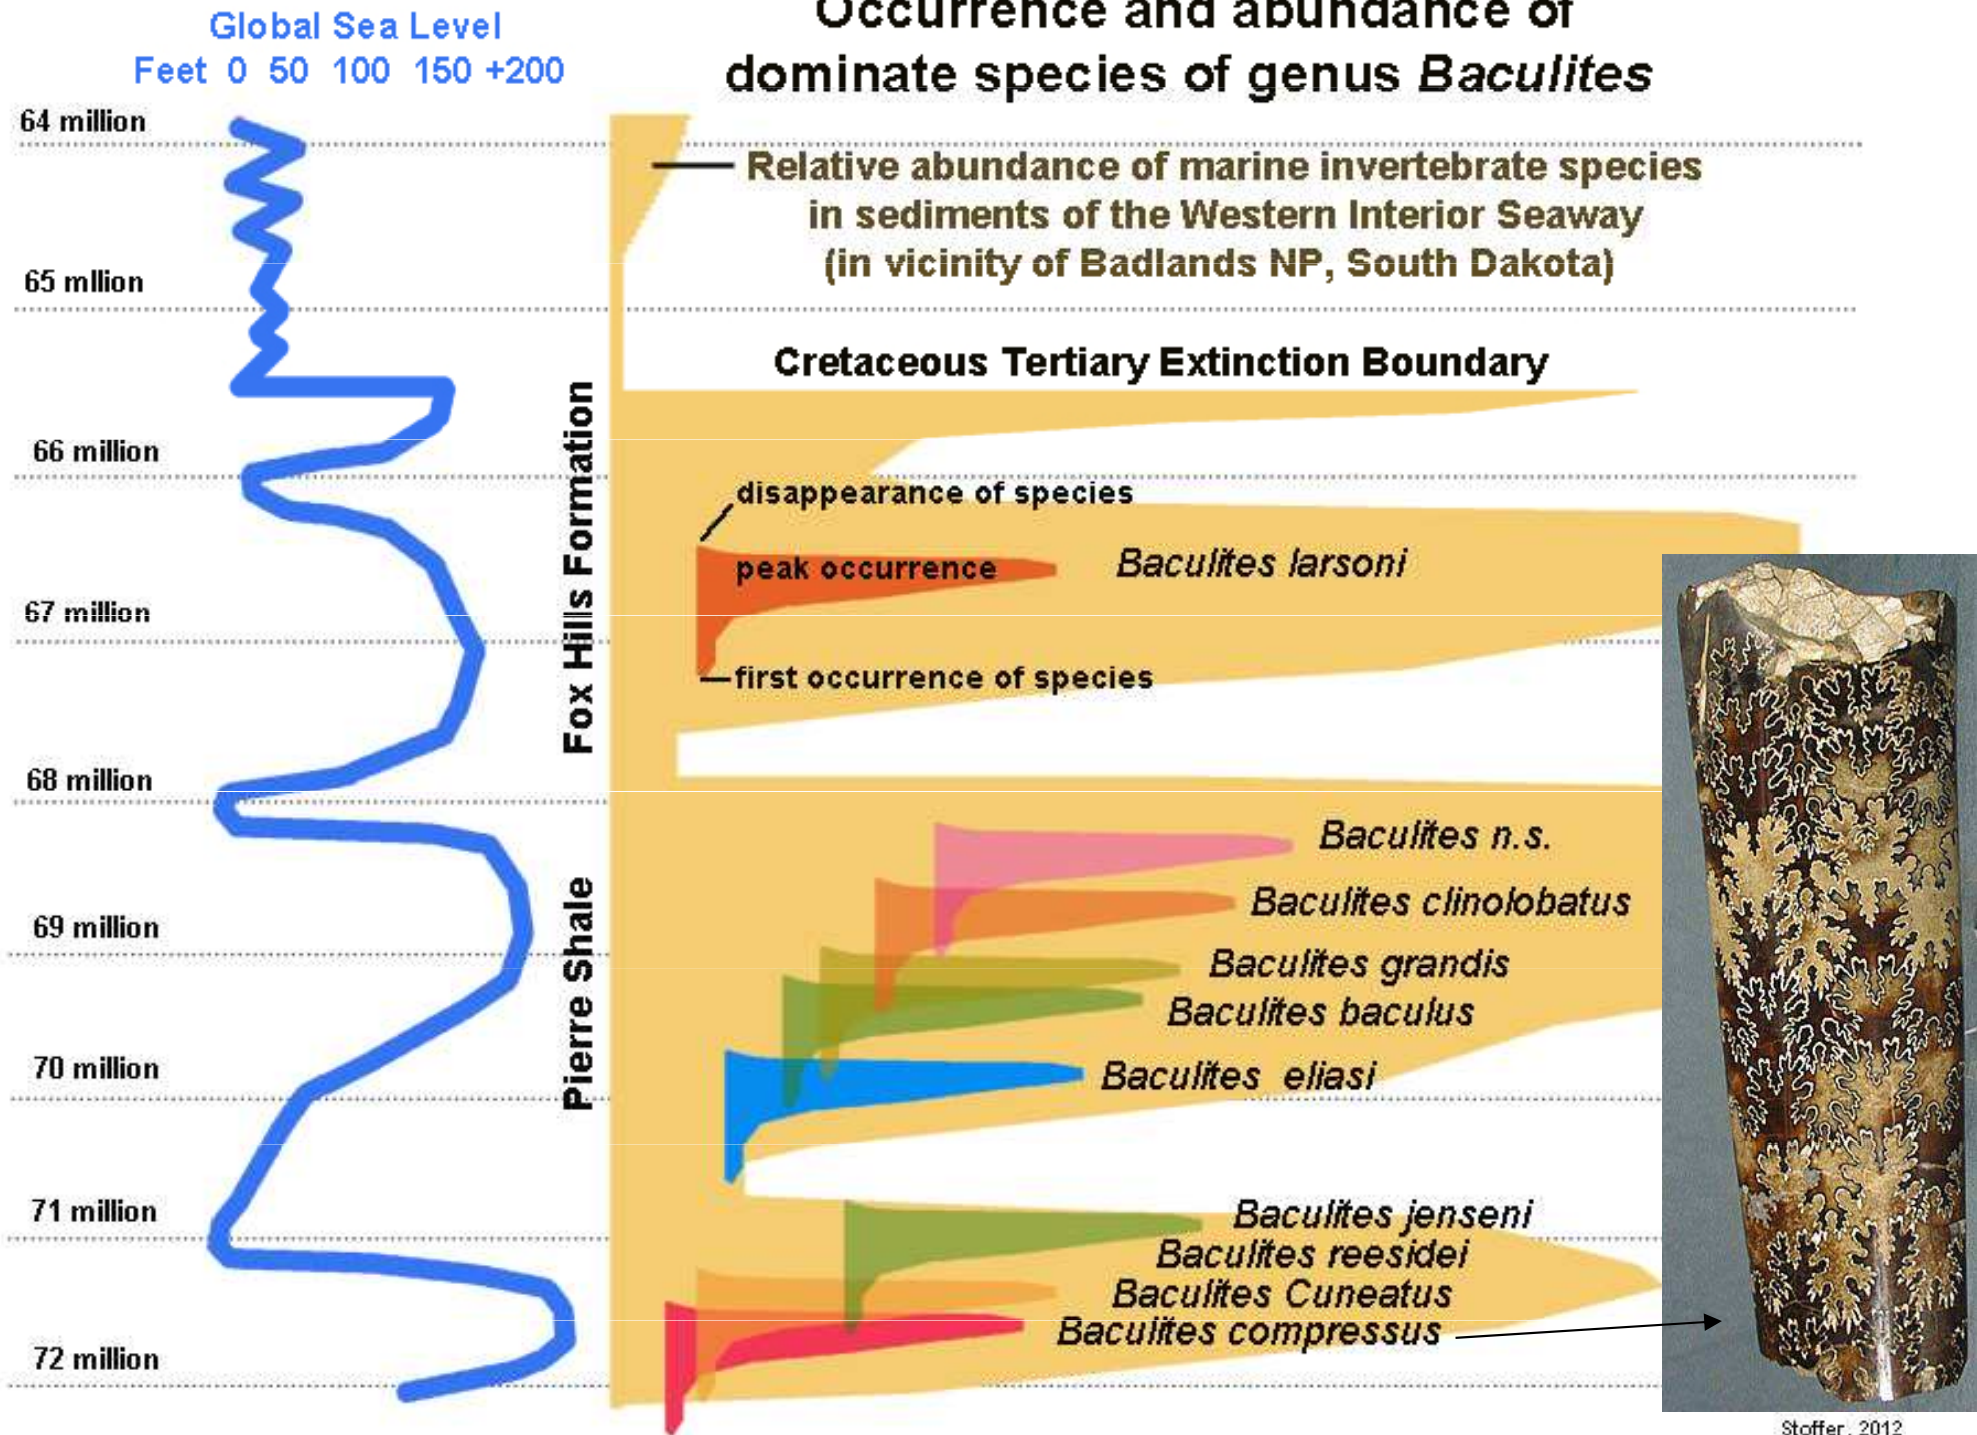 Global Sea Level
Feet 0 50 100 150 +200
Occurrence and abundance of
dominate species of genus Baculites
64 million
Relative abundance of marine invertebrate species
in sediments of the Western Interior Seaway
(in vicinity of Badlands NP, South Dakota)
65 mllion
Cretaceous Tertiary Extinction Boundary
66 million
Fox Hills Formation
disappearance of species
peak occurrence
Baculites larsoni
67 million
first occurrence of species
68 million
Baculites n.s.
Pierre Shale
Baculites clinolobatus
69 million
Baculites grandis
Baculites baculus
70 million
Baculites eliasi
71 million
Baculites jenseni
Baculites reesidei
Baculites Cuneatus
Baculites compressus
72 million
Stoffer, 2012